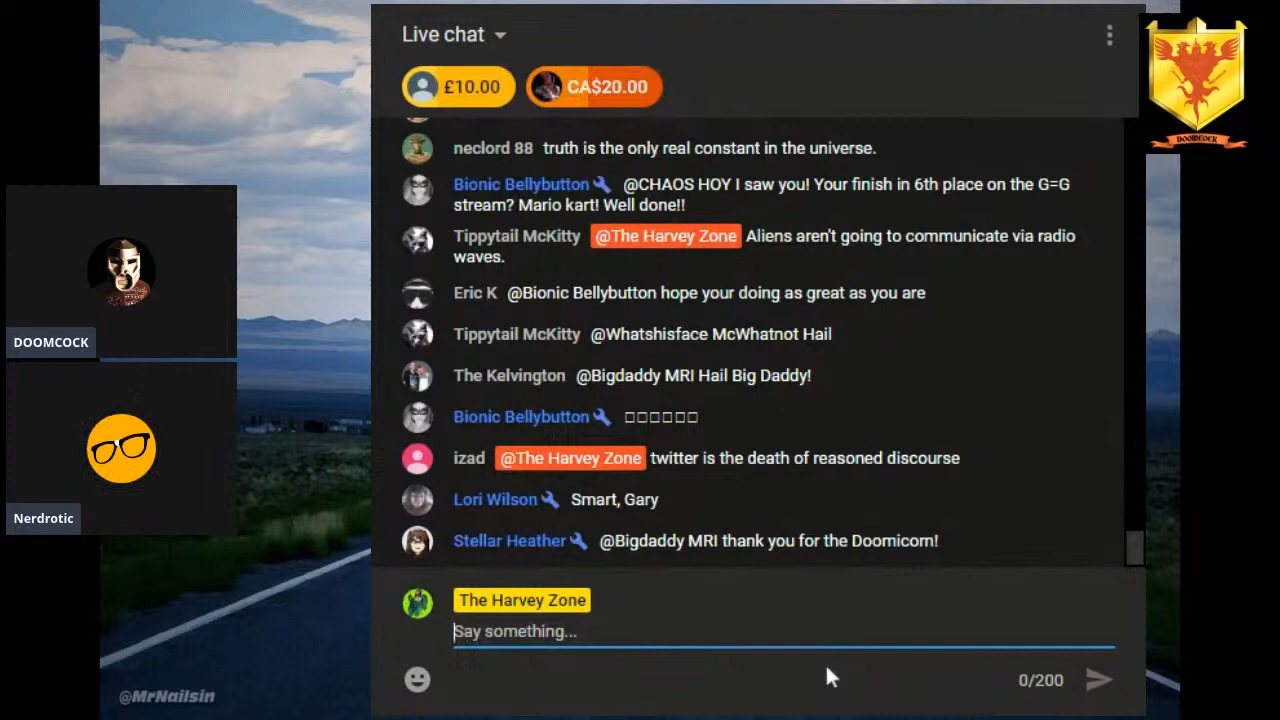 Live chat
£10.00 CA$20.00
neclord 88 truth is the only real constant in the universe.
Bionic Bellybutton @CHAOS HOY I saw you! Your finish in 6th place on the G=G
stream? Mario kart! Well done!!
Tippytail McKitty @The Harvey Zone Aliens aren't going to communicate via radio
waves.
Eric K @Bionic Bellybutton hope your doing as great as you are
Tippytail McKitty @Whatshisface McWhatnot Hail
The Kelvington @Bigdaddy MRI Hail Big Daddy!
Bionic Bellybutton □□□□□□
izad @The Harvey Zone twitter is the death of reasoned discourse
Lori Wilson Smart, Gary
Stellar Heather @Bigdaddy MRI thank you for the Doomicorn!
The Harvey Zone
Say something...
0/200
DOOMCOCK
Nerdrotic
DOOMCOCK
@MrNailsin